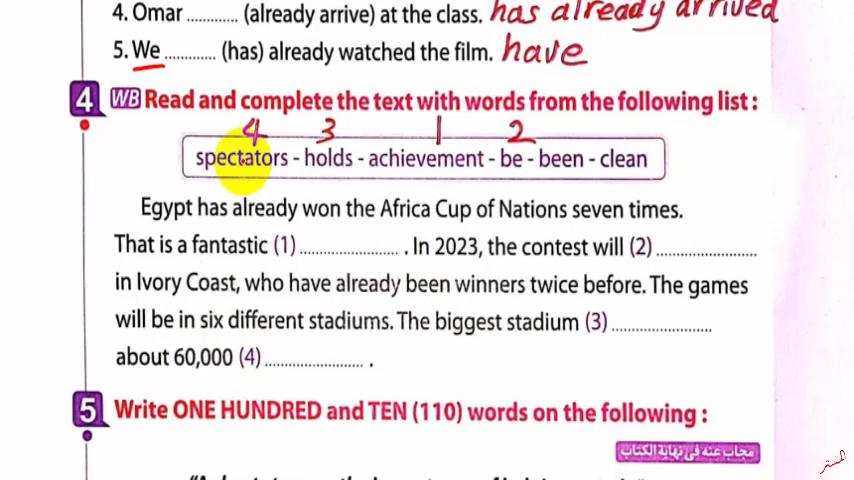 4. Omar ........... (already arrive) at the class. has already arrived
5. We ........... (has) already watched the film. have
4 WB Read and complete the text with words from the following list :
4 3 1 2
spectators - holds - achievement - be - been - clean
Egypt has already won the Africa Cup of Nations seven times.
That is a fantastic (1) ...................... . In 2023, the contest will (2) ......................
in Ivory Coast, who have already been winners twice before. The games
will be in six different stadiums. The biggest stadium (3) ......................
about 60,000 (4) ...................... .
5 Write ONE HUNDRED and TEN (110) words on the following :
مجاب عنه فى نهاية الكتاب